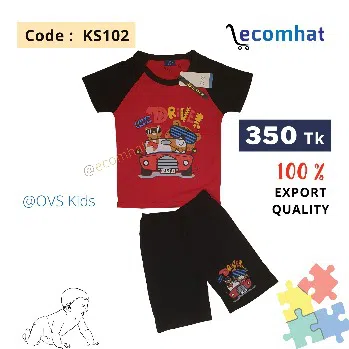 Code : KS102
ecomhat
DRIVE!
@ecomhat
350 Tk
@OVS Kids
100 %
EXPORT
QUALITY